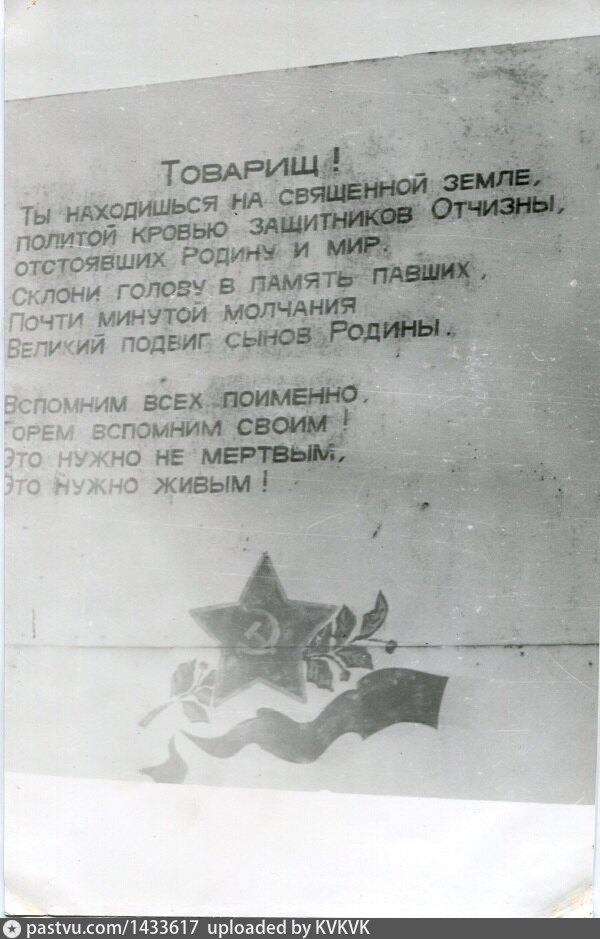 Товарищ!
Ты находишься на священной земле,
политой кровью защитников Отчизны,
отстоявших Родину и мир.
Склони голову в память павших,
Почти минутой молчания
Великий подвиг сынов Родины.
Вспомним всех поименно,
Горем вспомним своим!
Это нужно не мертвым,
Это нужно живым!
pastvu.com/1433617 uploaded by KVKVK